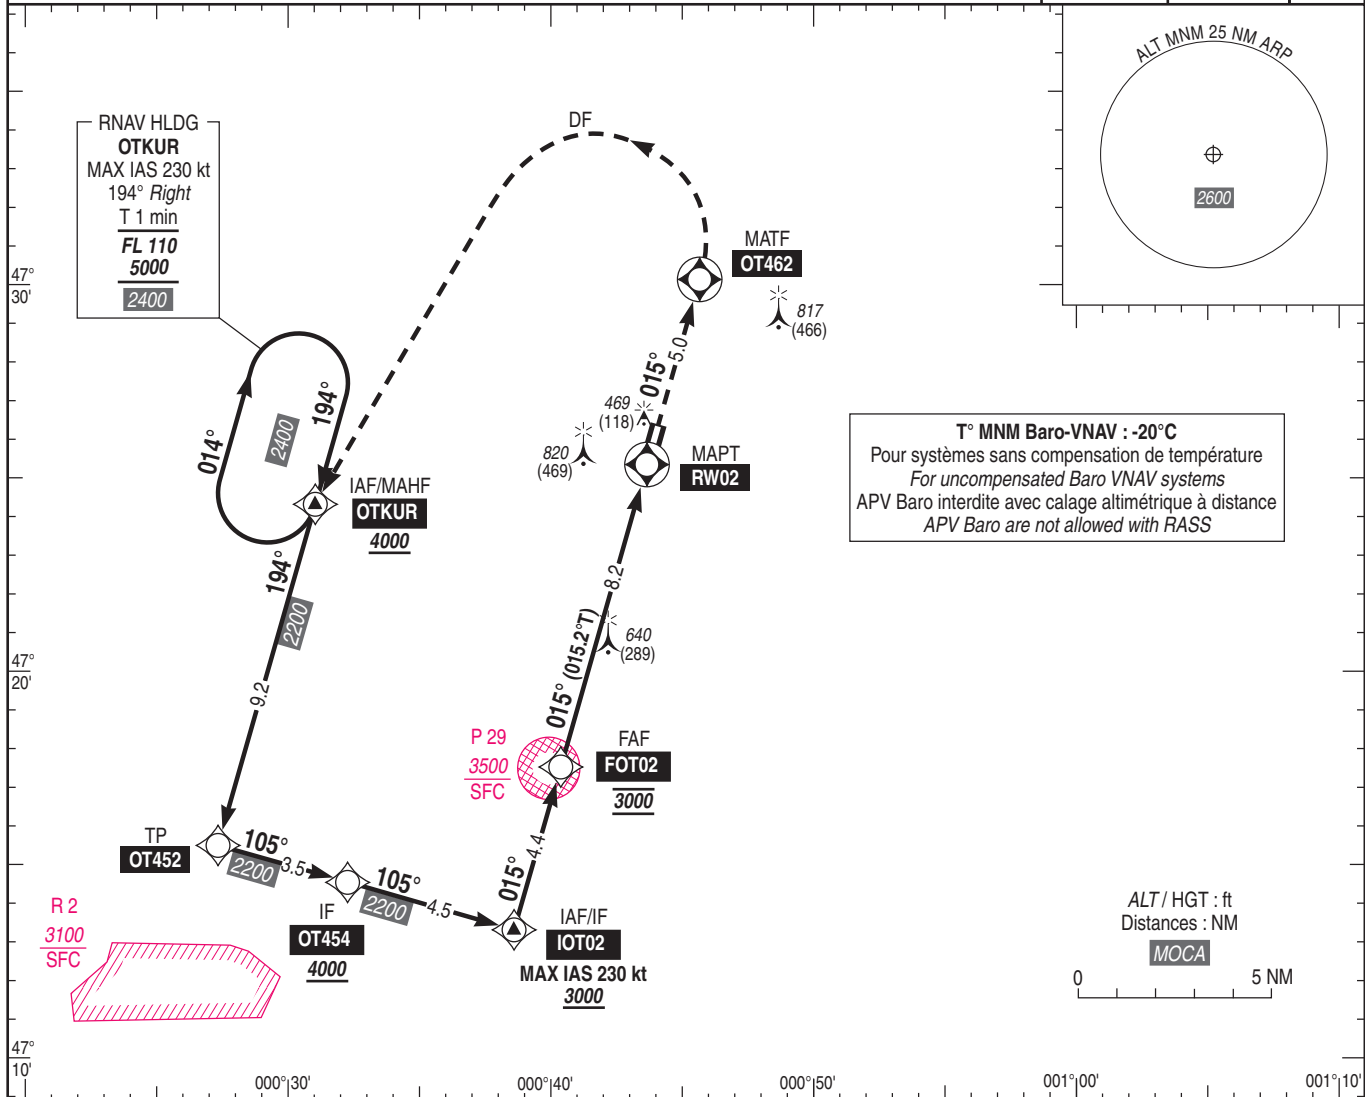 ALT MNM 25 NM ARP
2600
RNAV HLDG
OTKUR
MAX IAS 230 kt
194° Right
T 1 min
FL 110
5000
2400
DF
MATF
OT462
817
(466)
47°
30'
5.0
015°
469
(118)
820
(469)
MAPT
RW02
T° MNM Baro-VNAV : -20°C
Pour systèmes sans compensation de température
For uncompensated Baro VNAV systems
APV Baro interdite avec calage altimétrique à distance
APV Baro are not allowed with RASS
014°
2400
194°
IAF/MAHF
OTKUR
4000
194°
2200
9.2
8.2
015° (015.2°T)
640
(289)
47°
20'
P 29
3500
SFC
FAF
FOT02
3000
TP
OT452
105°
2200
3.5
105°
2200
4.5
015°
4.4
IF
OT454
4000
IAF/IF
IOT02
MAX IAS 230 kt
3000
R 2
3100
SFC
ALT / HGT : ft
Distances : NM
MOCA
0
5 NM
47°
10'
000°30'
000°40'
000°50'
001°00'
001°10'